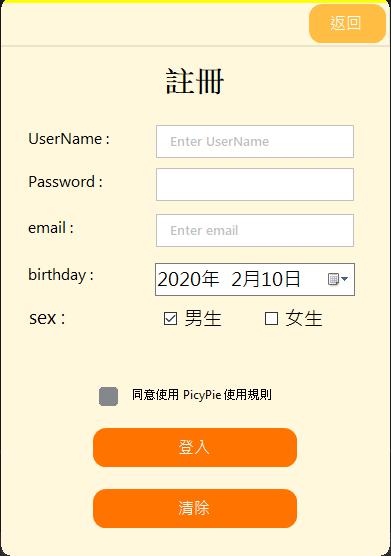 返回
註冊
UserName : Enter UserName
Password :
email : Enter email
birthday : 2020年 2月10日
sex : 男生 女生
同意使用 PicyPie 使用規則
登入
清除